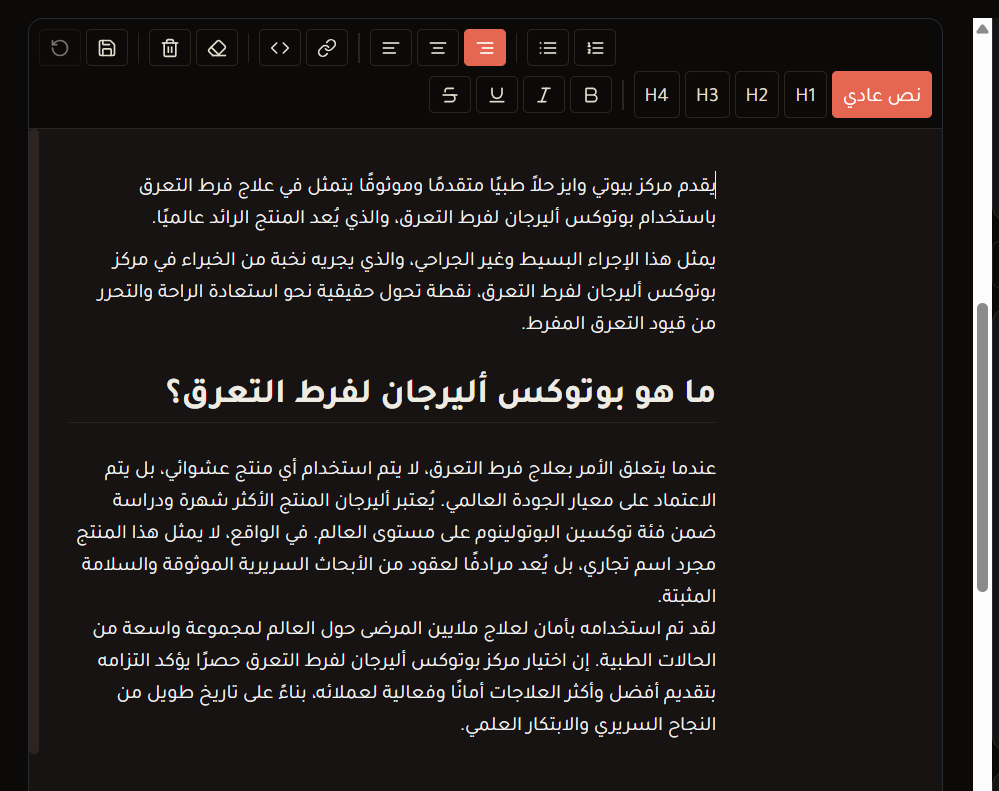 H4 H3 H2 H1 نص عادي
S U I B
يقدم مركز بيوتي وايز حلاً طبيًا متقدمًا وموثوقًا يتمثل في علاج فرط التعرق
باستخدام بوتوكس أليرجان لفرط التعرق، والذي يُعد المنتج الرائد عالميًا.
يمثل هذا الإجراء البسيط وغير الجراحي، والذي يجريه نخبة من الخبراء في مركز
بوتوكس أليرجان لفرط التعرق، نقطة تحول حقيقية نحو استعادة الراحة والتحرر
من قيود التعرق المفرط.
ما هو بوتوكس أليرجان لفرط التعرق؟
عندما يتعلق الأمر بعلاج فرط التعرق، لا يتم استخدام أي منتج عشوائي، بل يتم
الاعتماد على معيار الجودة العالمي. يُعتبر أليرجان المنتج الأكثر شهرة ودراسة
ضمن فئة توكسين البوتولينوم على مستوى العالم. في الواقع، لا يمثل هذا المنتج
مجرد اسم تجاري، بل يُعد مرادفًا لعقود من الأبحاث السريرية الموثوقة والسلامة
المثبتة.
لقد تم استخدامه بأمان لعلاج ملايين المرضى حول العالم لمجموعة واسعة من
الحالات الطبية. إن اختيار مركز بوتوكس أليرجان لفرط التعرق حصرًا يؤكد التزامه
بتقديم أفضل وأكثر العلاجات أمانًا وفعالية لعملائه، بناءً على تاريخ طويل من
النجاح السريري والابتكار العلمي.